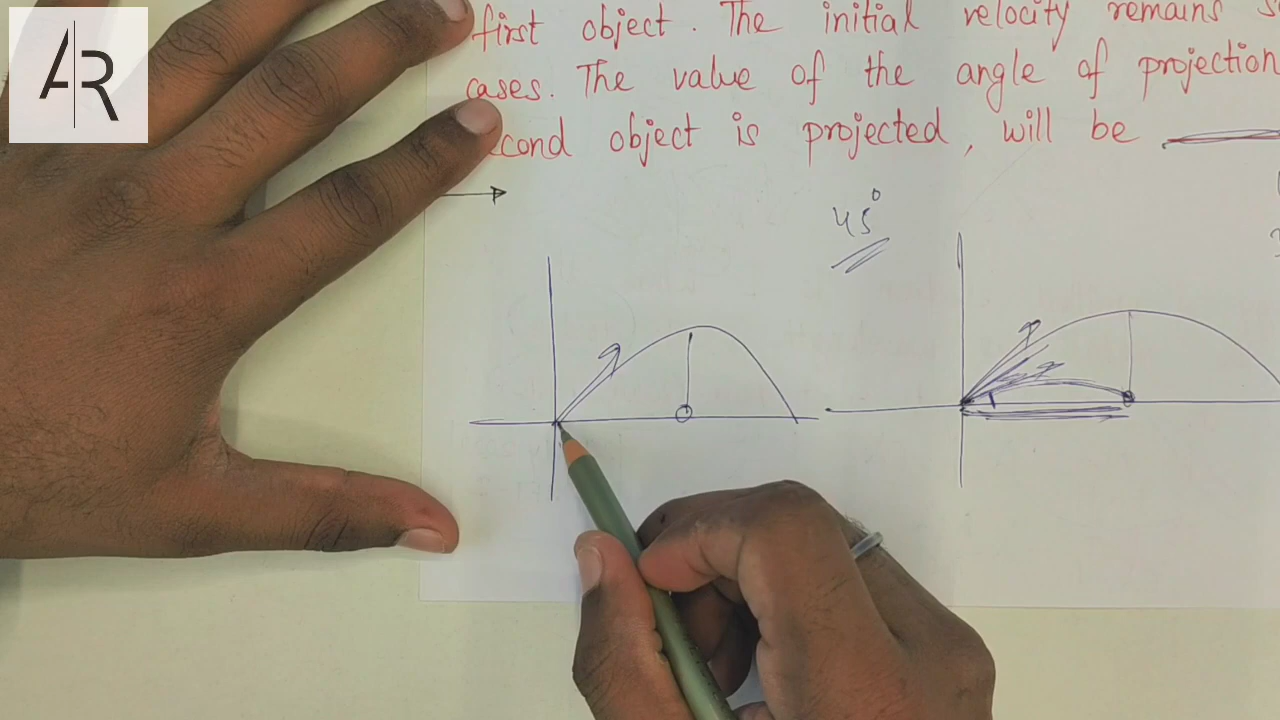 AR
first object. The initial velocity remains
cases. The value of the angle of projection
cond object is projected, will be
45°